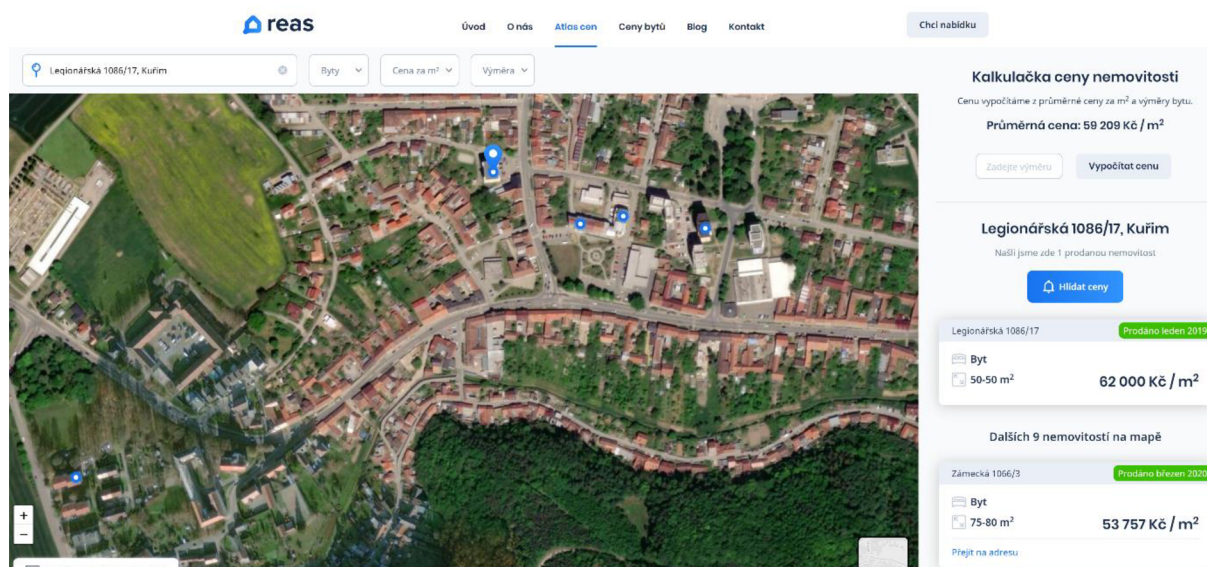 reas
Úvod O nás Atlas cen Ceny bytů Blog Kontakt
Chci nabídku
Legionářská 1086/17, Kuřim
Byty
Cena za m²
Výměra
Kalkulačka ceny nemovitosti
Cenu vypočítáme z průměrné ceny za m² a výměry bytu.
Průměrná cena: 59 209 Kč / m²
Zadejte výměru
Vypočítat cenu
Legionářská 1086/17, Kuřim
Našli jsme zde 1 prodanou nemovitost
Hlídat ceny
Legionářská 1086/17
Prodáno leden 2019
Byt
50-50 m²
62 000 Kč / m²
Dalších 9 nemovitostí na mapě
Zámecká 1066/3
Prodáno březen 2020
Byt
75-80 m²
53 757 Kč / m²
Přejít na adresu
+
−